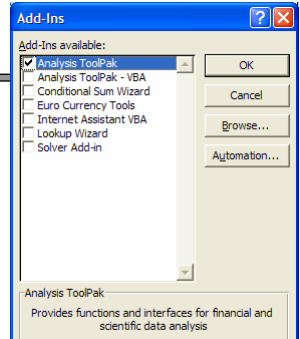 Add-Ins
Add-Ins available:
Analysis ToolPak
Analysis ToolPak - VBA
Conditional Sum Wizard
Euro Currency Tools
Internet Assistant VBA
Lookup Wizard
Solver Add-in
OK
Cancel
Browse...
Automation...
Analysis ToolPak
Provides functions and interfaces for financial and
scientific data analysis